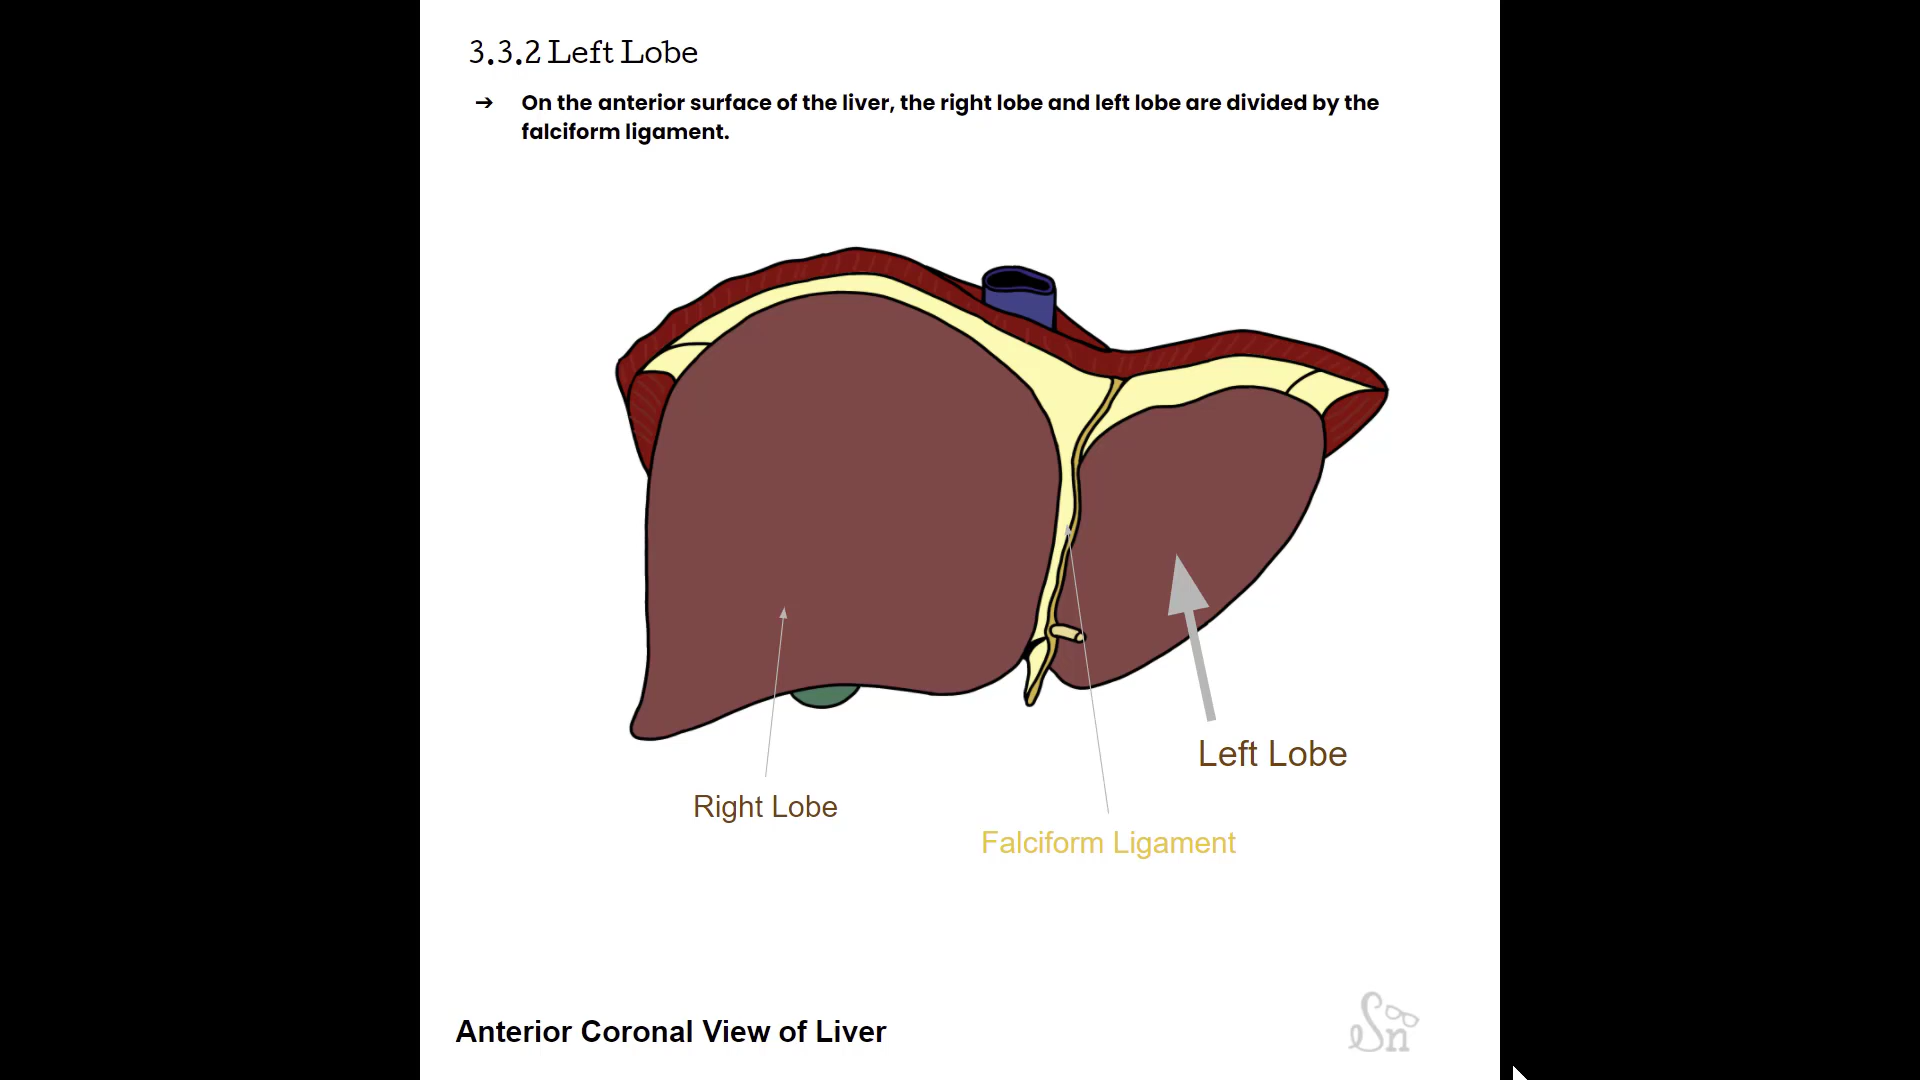 3.3.2 Left Lobe
➔ On the anterior surface of the liver, the right lobe and left lobe are divided by the
falciform ligament.
Left Lobe
Right Lobe
Falciform Ligament
Anterior Coronal View of Liver
Sn